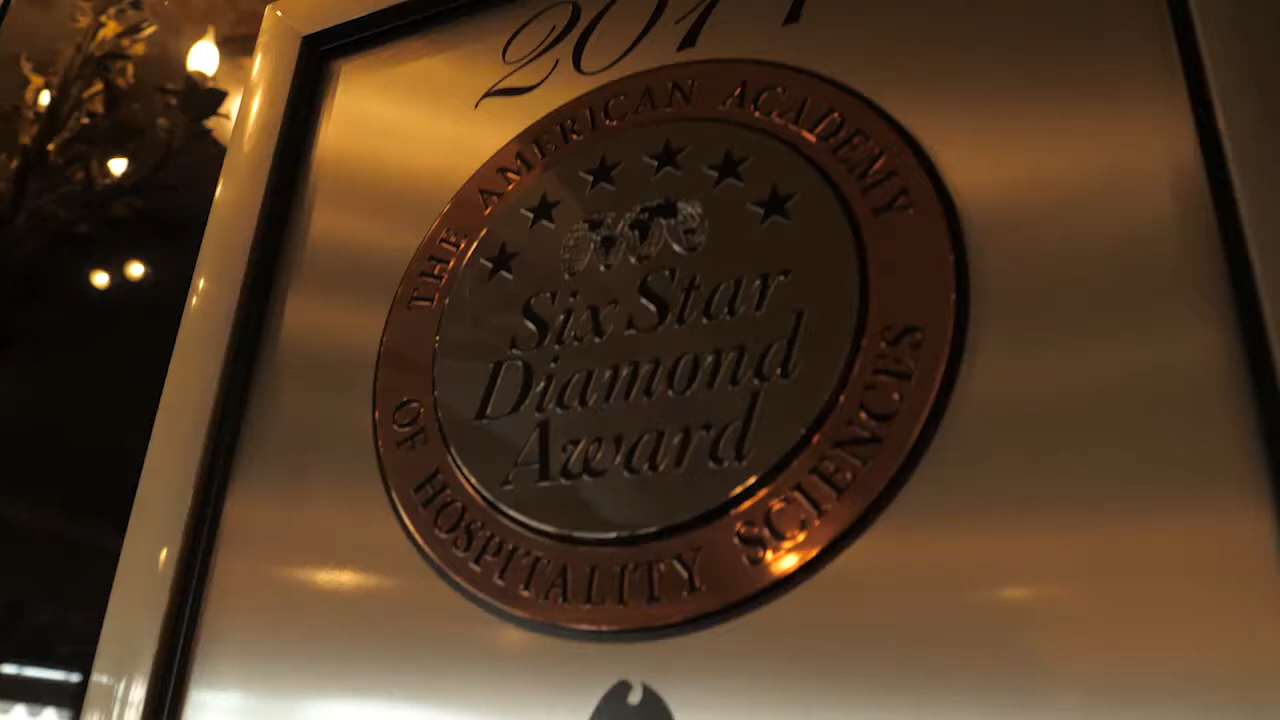 THE AMERICAN ACADEMY
Six Star
Diamond
Award
OF HOSPITALITY SCIENCES